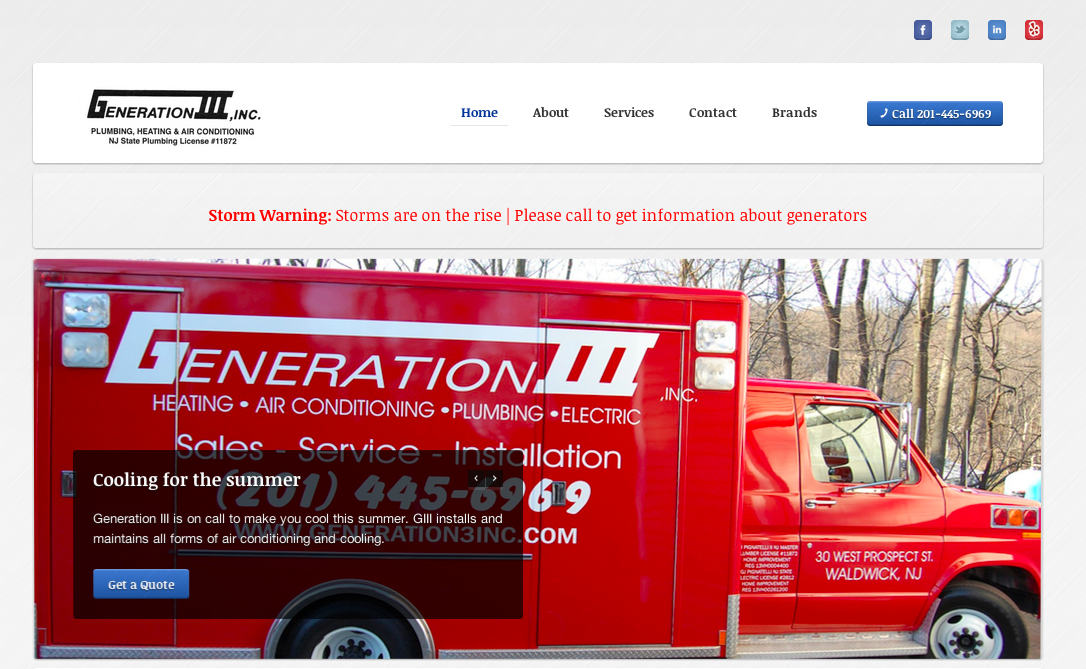 f
in
GENERATION III, INC.
PLUMBING, HEATING & AIR CONDITIONING
NJ State Plumbing License #11872
Home About Services Contact Brands
Call 201-445-6969
Storm Warning: Storms are on the rise | Please call to get information about generators
GENERATION III ,INC.
HEATING • AIR CONDITIONING • PLUMBING • ELECTRIC
Sales - Service - Installation
(201) 445-6969
WWW.GENERATION3INC.COM
Cooling for the summer
Generation III is on call to make you cool this summer. GIII installs and
maintains all forms of air conditioning and cooling.
Get a Quote
30 WEST PROSPECT ST.
WALDWICK, NJ